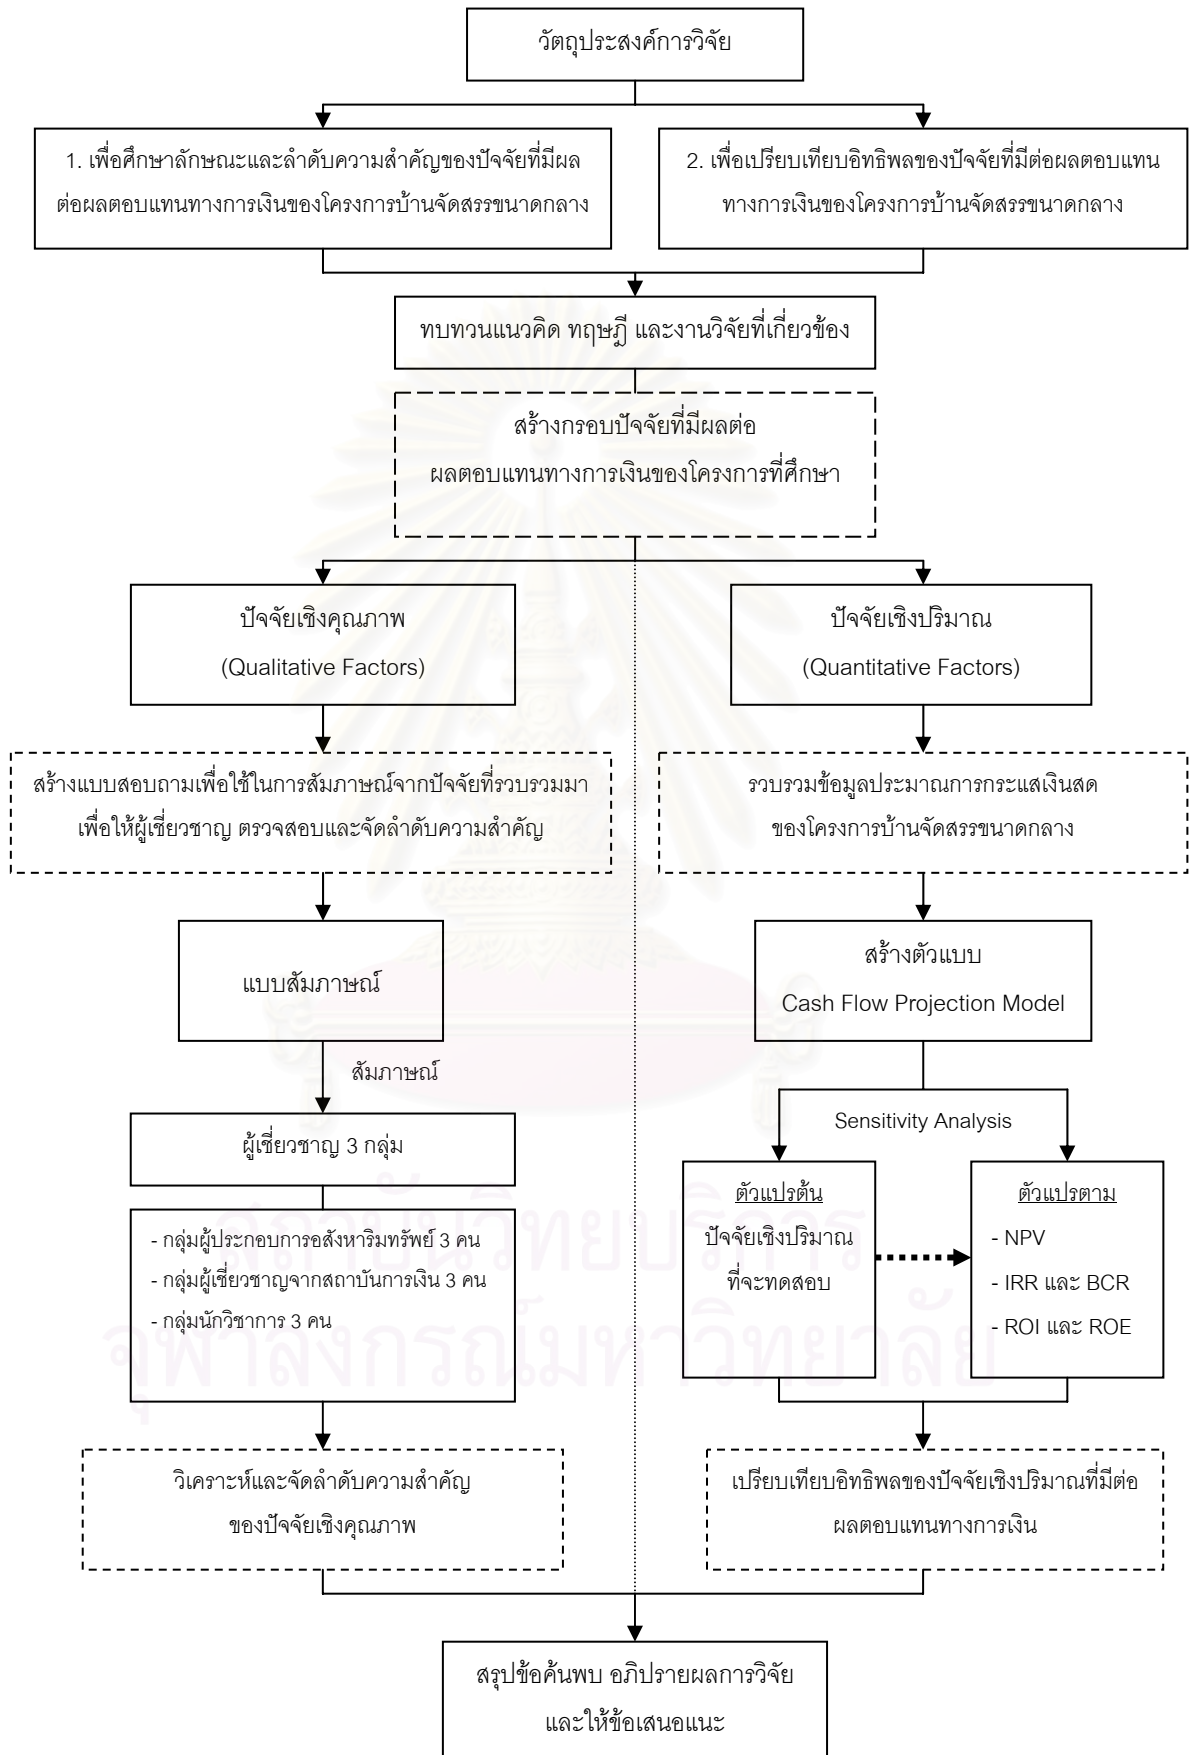 วัตถุประสงค์การวิจัย
1. เพื่อศึกษาลักษณะและลำดับความสำคัญของปัจจัยที่มีผล
ต่อผลตอบแทนทางการเงินของโครงการบ้านจัดสรรขนาดกลาง
2. เพื่อเปรียบเทียบอิทธิพลของปัจจัยที่มีต่อผลตอบแทน
ทางการเงินของโครงการบ้านจัดสรรขนาดกลาง
ทบทวนแนวคิด ทฤษฎี และงานวิจัยที่เกี่ยวข้อง
สร้างกรอบปัจจัยที่มีผลต่อ
ผลตอบแทนทางการเงินของโครงการที่ศึกษา
ปัจจัยเชิงคุณภาพ
(Qualitative Factors)
ปัจจัยเชิงปริมาณ
(Quantitative Factors)
สร้างแบบสอบถามเพื่อใช้ในการสัมภาษณ์จากปัจจัยที่รวบรวมมา
เพื่อให้ผู้เชี่ยวชาญ ตรวจสอบและจัดลำดับความสำคัญ
รวบรวมข้อมูลประมาณการกระแสเงินสด
ของโครงการบ้านจัดสรรขนาดกลาง
แบบสัมภาษณ์
สร้างตัวแบบ
Cash Flow Projection Model
สัมภาษณ์
Sensitivity Analysis
ผู้เชี่ยวชาญ 3 กลุ่ม
- กลุ่มผู้ประกอบการอสังหาริมทรัพย์ 3 คน
- กลุ่มผู้เชี่ยวชาญจากสถาบันการเงิน 3 คน
- กลุ่มนักวิชาการ 3 คน
ตัวแปรต้น
ปัจจัยเชิงปริมาณ
ที่จะทดสอบ
ตัวแปรตาม
- NPV
- IRR และ BCR
- ROI และ ROE
สถาบันวิทยบริการ
จุฬาลงกรณ์มหาวิทยาลัย
วิเคราะห์และจัดลำดับความสำคัญ
ของปัจจัยเชิงคุณภาพ
เปรียบเทียบอิทธิพลของปัจจัยเชิงปริมาณที่มีต่อ
ผลตอบแทนทางการเงิน
สรุปข้อค้นพบ อภิปรายผลการวิจัย
และให้ข้อเสนอแนะ